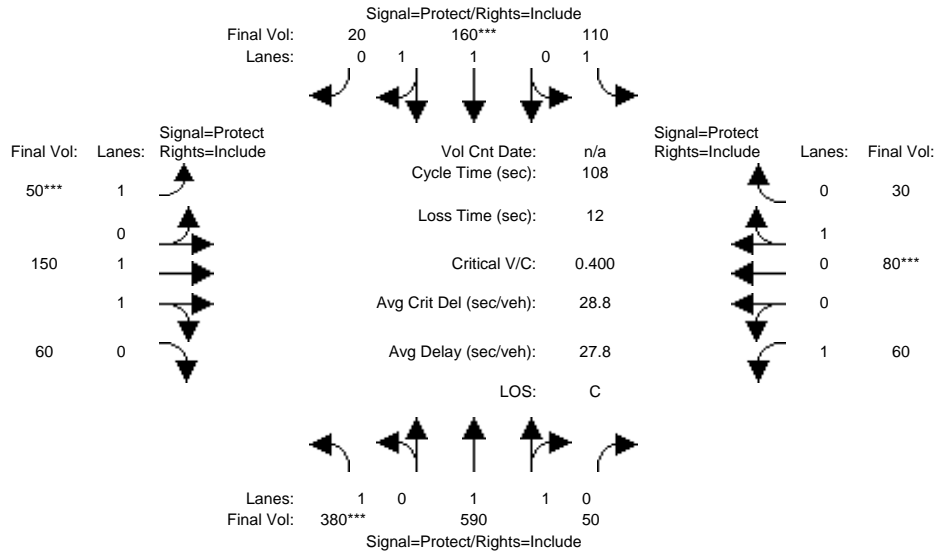 Signal=Protect/Rights=Include
Final Vol: 20 160*** 110
Lanes: 0 1 1 0 1
Signal=Protect
Final Vol: Lanes: Rights=Include
Vol Cnt Date: n/a
Signal=Protect
Rights=Include Lanes: Final Vol:
Cycle Time (sec): 108
50*** 1
0 30
Loss Time (sec): 12
0
1
150 1
Critical V/C: 0.400
0 80***
1
Avg Crit Del (sec/veh): 28.8
0
60 0
Avg Delay (sec/veh): 27.8
1 60
LOS: C
Lanes: 1 0 1 1 0
Final Vol: 380*** 590 50
Signal=Protect/Rights=Include